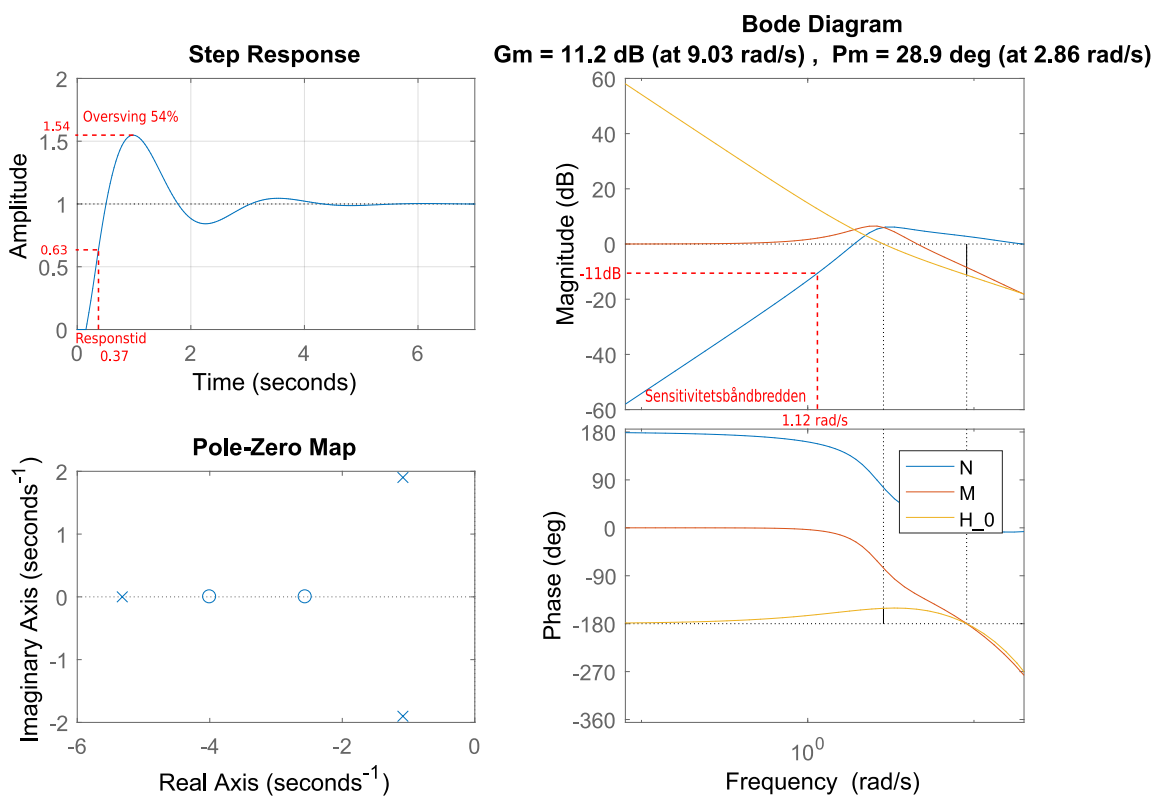 Step Response
2
1.54
Oversving 54%
1.5
Amplitude
1
0.63
0.5
0
Responstid
0.37
0
2
4
6
Time (seconds)
Bode Diagram
Gm = 11.2 dB (at 9.03 rad/s) , Pm = 28.9 deg (at 2.86 rad/s)
60
40
20
Magnitude (dB)
0
-11dB
-20
-40
Sensitivitetsbåndbredden
-60
1.12 rad/s
Pole-Zero Map
2
1
Imaginary Axis (seconds⁻¹)
0
-1
-2
-6
-4
-2
0
Real Axis (seconds⁻¹)
180
90
N
M
H_0
0
Phase (deg)
-90
-180
-270
-360
10⁰
Frequency (rad/s)